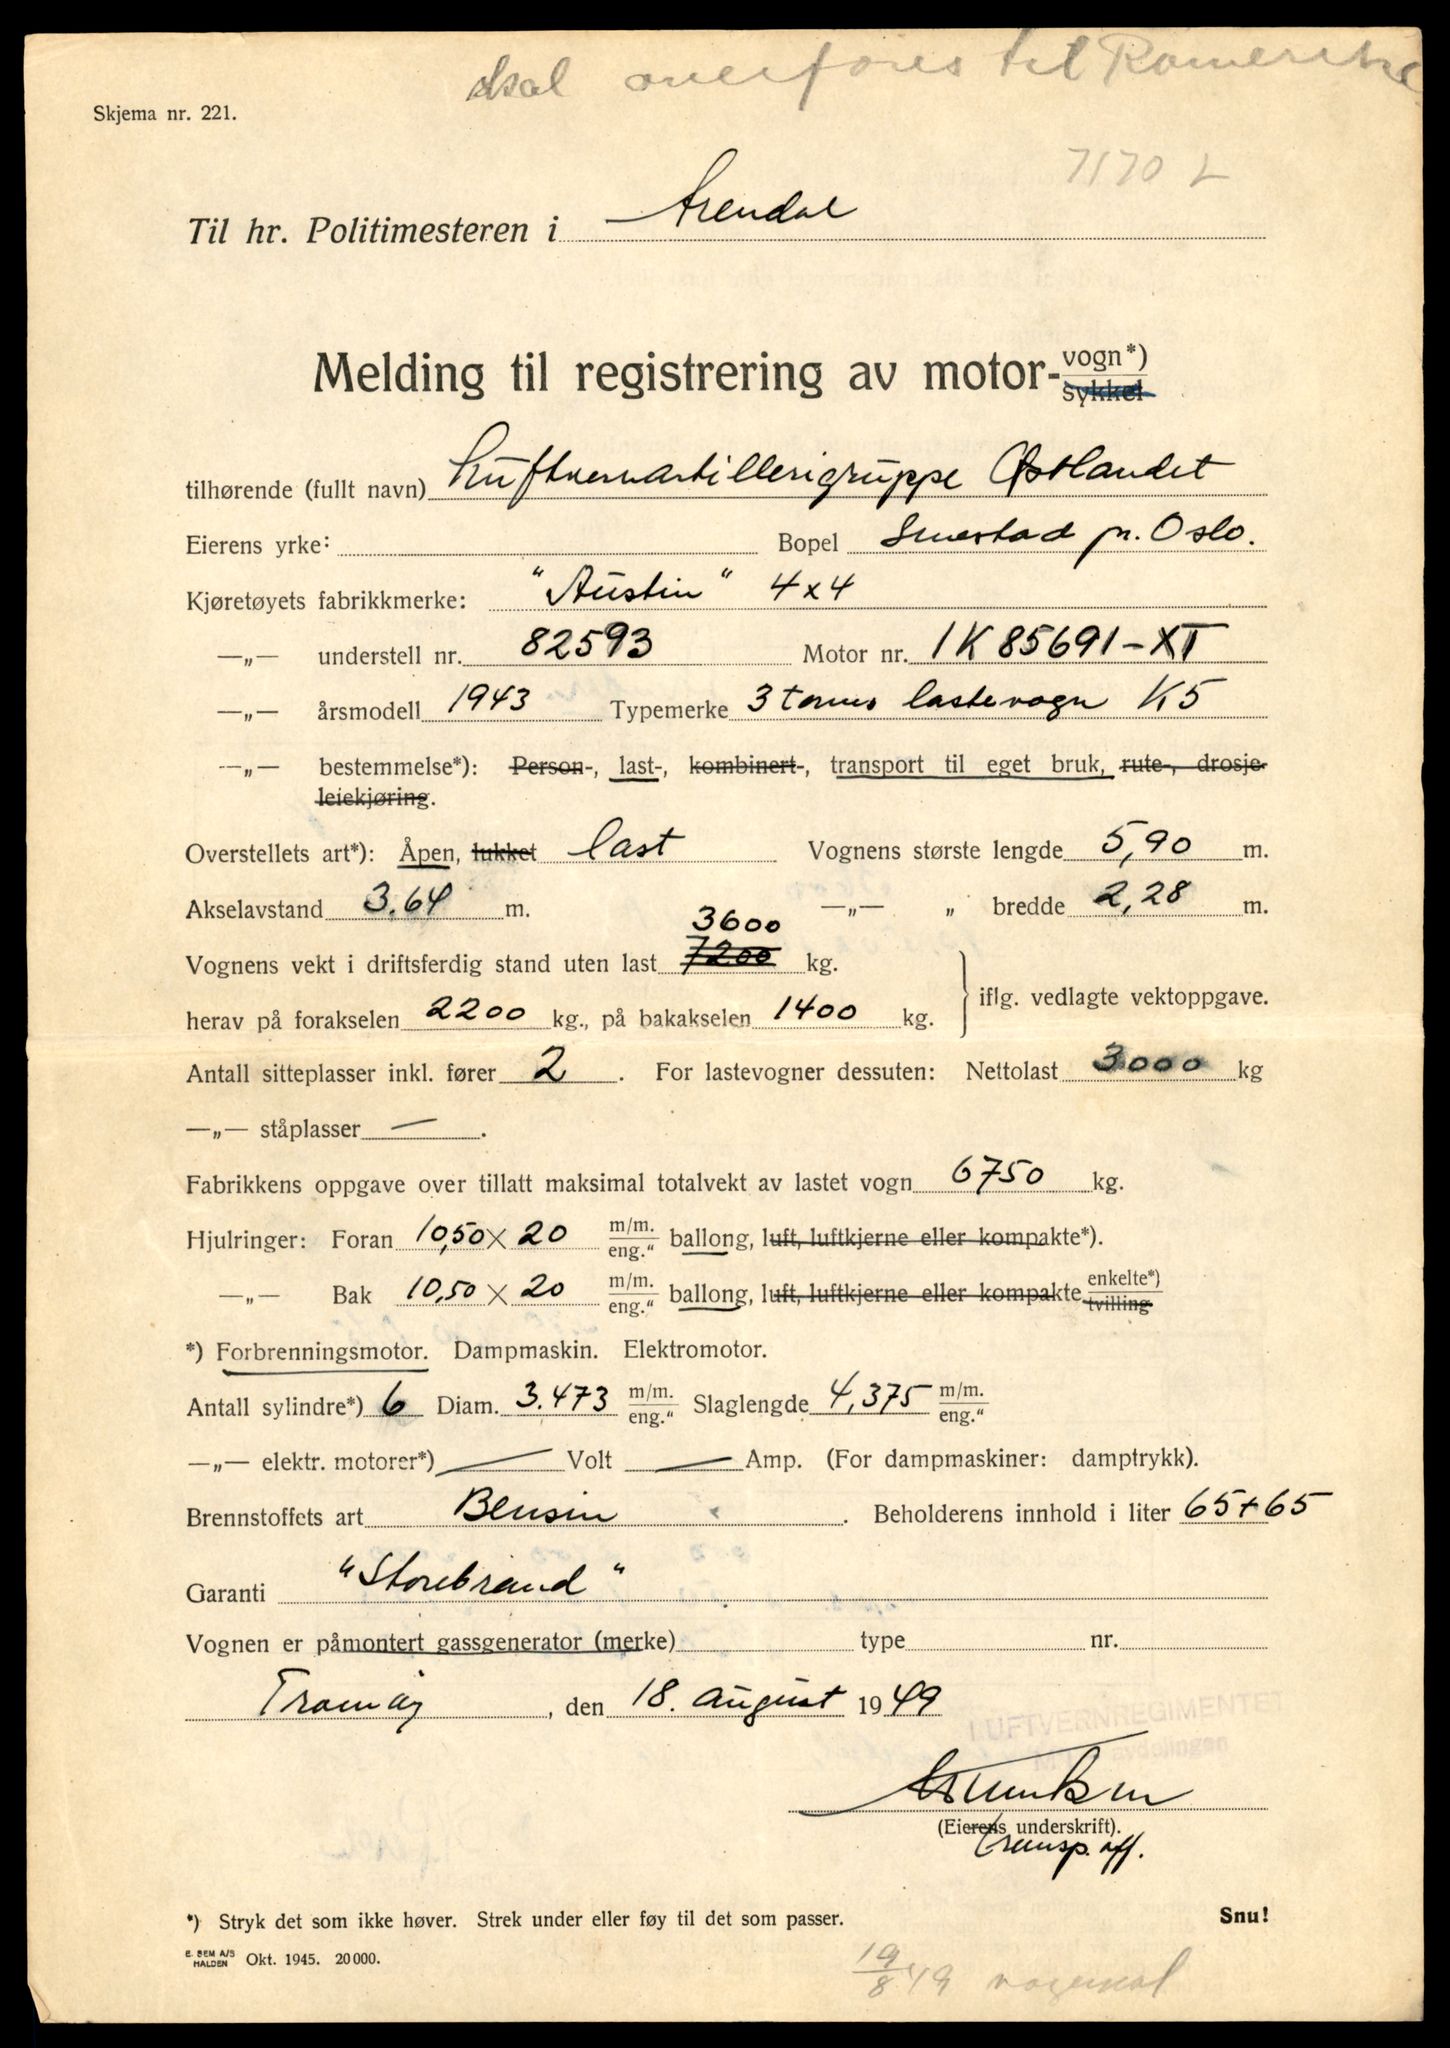 skal overføres til Romerike
Skjema nr. 221.
7170 L
Til hr. Politimesteren i Arendal
Melding til registrering av motor-vogn*)
sykkel
tilhørende (fullt navn) Luftvernartillerigruppe Østlandet
Eierens yrke: Bopel Smestad pr. Oslo.
Kjøretøyets fabrikkmerke: "Austin" 4x4
—„— understell nr. 82593 Motor nr. 1K85691-XT
—„— årsmodell 1943 Typemerke 3 tonns lastevogn K5
—„— bestemmelse*): Person-, last-, kombinert-, transport til eget bruk, rute-, drosje-
leiekjøring.
Overstellets art*): Åpen, lukket last Vognens største lengde 5,90 m.
Akselavstand 3.64 m. —„— „ bredde 2,28 m.
3600
Vognens vekt i driftsferdig stand uten last 7200 kg.
herav på forakselen 2200 kg., på bakakselen 1400 kg. iflg. vedlagte vektoppgave.
Antall sitteplasser inkl. fører 2. For lastevogner dessuten: Nettolast 3000 kg
—„— ståplasser — .
Fabrikkens oppgave over tillatt maksimal totalvekt av lastet vogn 6750 kg.
Hjulringer: Foran 10,50 x 20 m/m. eng." ballong, luft, luftkjerne eller kompakte*).
—„— Bak 10,50 x 20 m/m. eng." ballong, luft, luftkjerne eller kompakte enkelte*) tvilling
*) Forbrenningsmotor. Dampmaskin. Elektromotor.
Antall sylindre*) 6 Diam. 3.473 m/m. eng." Slaglengde 4,375 m/m. eng."
—„— elektr. motorer*) — Volt — Amp. (For dampmaskiner: damptrykk).
Brennstoffets art Bensin . Beholderens innhold i liter 65+65
Garanti "Storebrand"
Vognen er påmontert gassgenerator (merke) type nr.
Tromøy, den 18. august 1949
LUFTVERNREGIMENTET
avdelingen
(Eierens underskrift).
transp. off.
*) Stryk det som ikke høver. Strek under eller føy til det som passer. Snu!
E. SEM A/S
HALDEN Okt. 1945. 20 000.
19/8 49